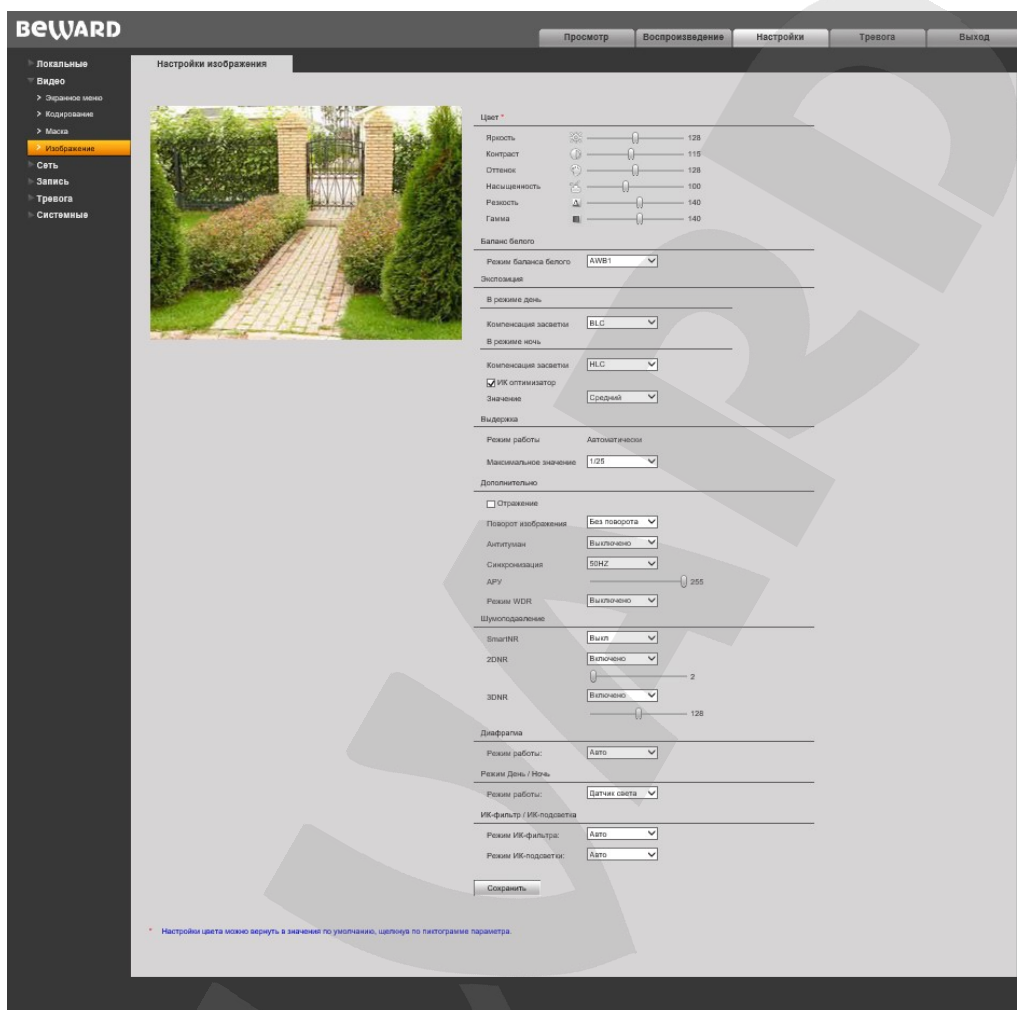 BEWARD
Просмотр Воспроизведение Настройки Тревога Выход
Локальные
Видео
Экранное меню
Кодирование
Маска
Изображение
Сеть
Запись
Тревога
Системные
Настройки изображения
Цвет *
Яркость 128
Контраст 115
Оттенок 128
Насыщенность 100
Резкость 140
Гамма 140
Баланс белого
Режим баланса белого AWB1
Экспозиция
В режиме день
Компенсация засветки BLC
В режиме ночь
Компенсация засветки HLC
ИК оптимизатор
Значение Средний
Выдержка
Режим работы Автоматически
Максимальное значение 1/25
Дополнительно
Отражение
Поворот изображения Без поворота
Антитуман Выключено
Синхронизация 50HZ
АРУ 255
Режим WDR Выключено
Шумоподавление
SmartNR Выкл
2DNR Включено
2
3DNR Включено
128
Диафрагма
Режим работы: Авто
Режим День / Ночь
Режим работы: Датчик света
ИК-фильтр / ИК-подсветка
Режим ИК-фильтра: Авто
Режим ИК-подсветки: Авто
Сохранить
* Настройки цвета можно вернуть в значения по умолчанию, щелкнув по пиктограмме параметра.